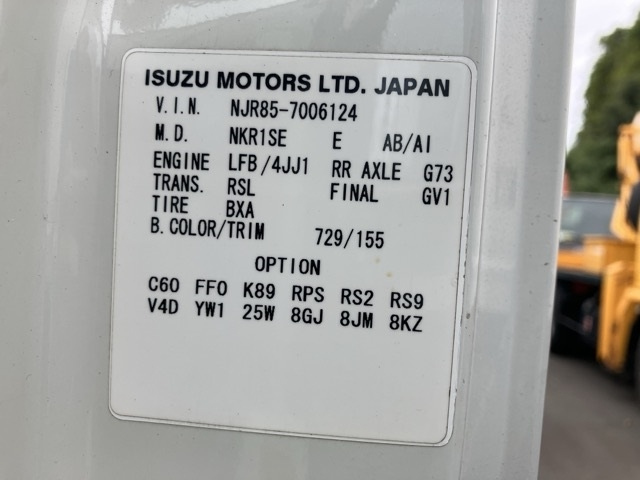 ISUZU MOTORS LTD. JAPAN
V.I.N. NJR85-7006124
M.D. NKR1SE E AB/AI
ENGINE LFB/4JJ1 RR AXLE G73
TRANS. RSL FINAL GV1
TIRE BXA
B.COLOR/TRIM 729/155
OPTION
C60 FF0 K89 RPS RS2 RS9
V4D YW1 25W 8GJ 8JM 8KZ